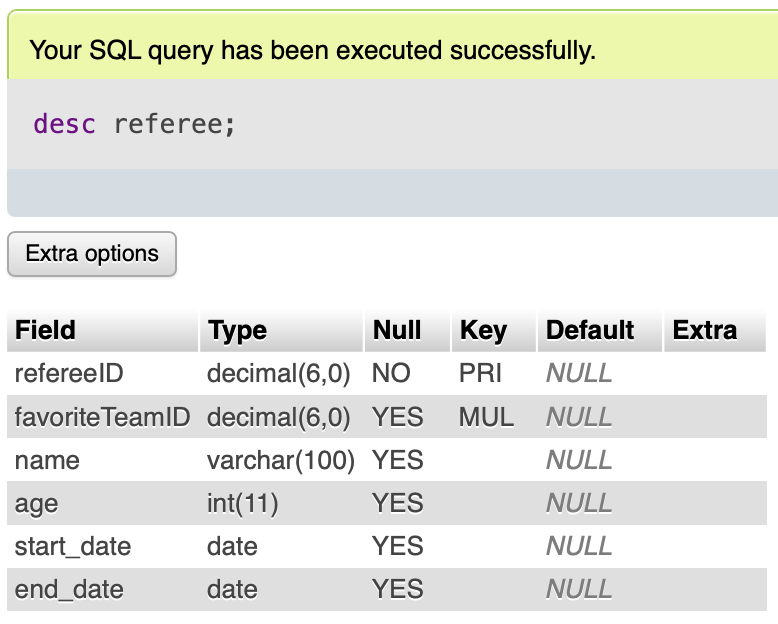 Your SQL query has been executed successfully.
desc referee;
Extra options
Field Type Null Key Default Extra
refereeID decimal(6,0) NO PRI NULL
favoriteTeamID decimal(6,0) YES MUL NULL
name varchar(100) YES NULL
age int(11) YES NULL
start_date date YES NULL
end_date date YES NULL